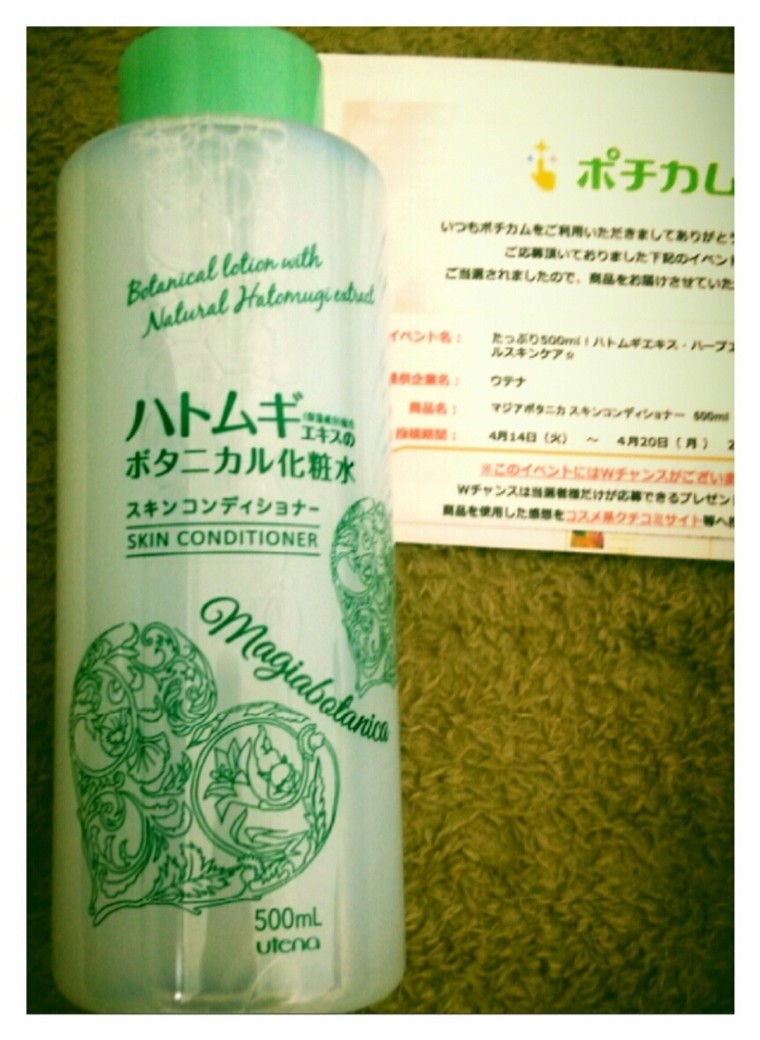 Botanical lotion with
Natural Hatomugi extract
ハトムギ
エキスの
ボタニカル化粧水
スキンコンディショナー
SKIN CONDITIONER
Magiabotanica
500mL
utena
ポチカム
いつもポチカムをご利用いただきましてありがとう
ご応募頂いておりました下記のイベント
ご当選されましたので、商品をお届けさせていた
イベント名： たっぷり500ml！ハトムギエキス・ハーブエ
ルスキンケア☆
提供企業名： ウテナ
商品名： マジアボタニカ スキンコンディショナー 500ml
投稿期間： 4月14日（火） ～ 4月20日（月） 2
※このイベントにはWチャンスがございま
Wチャンスは当選者様だけが応募できるプレゼン
商品を使用した感想をコスメ系クチコミサイト等へ